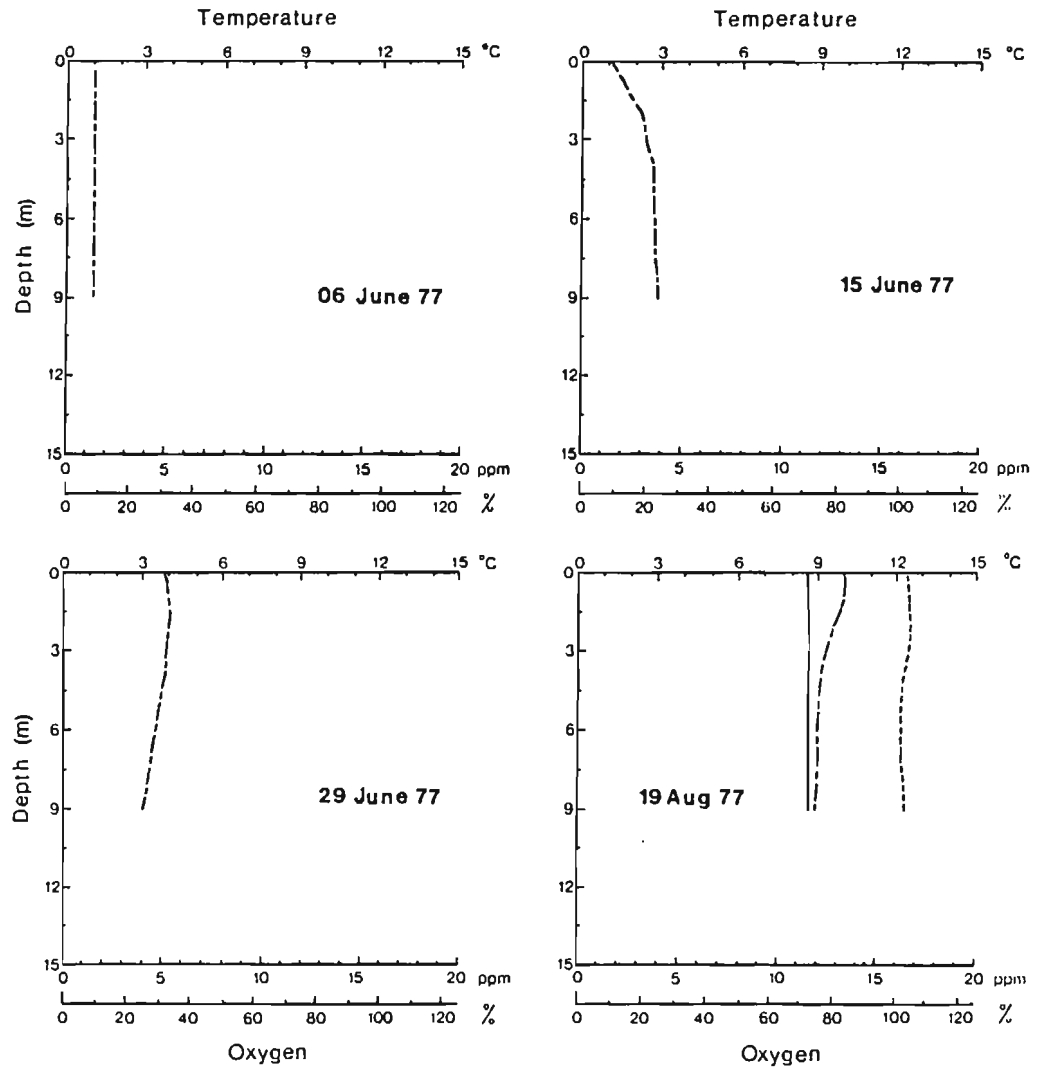 Temperature
0 3 6 9 12 15 °C
0
3
6
9
12
15
Depth (m)
06 June 77
0 5 10 15 20 ppm
0 20 40 60 80 100 120 %
Temperature
0 3 6 9 12 15 °C
0
3
6
9
12
15
15 June 77
0 5 10 15 20 ppm
0 20 40 60 80 100 120 %
0 3 6 9 12 15 °C
0
3
6
9
12
15
Depth (m)
29 June 77
0 5 10 15 20 ppm
0 20 40 60 80 100 120 %
Oxygen
0 3 6 9 12 15 °C
0
3
6
9
12
15
19 Aug 77
0 5 10 15 20 ppm
0 20 40 60 80 100 120 %
Oxygen